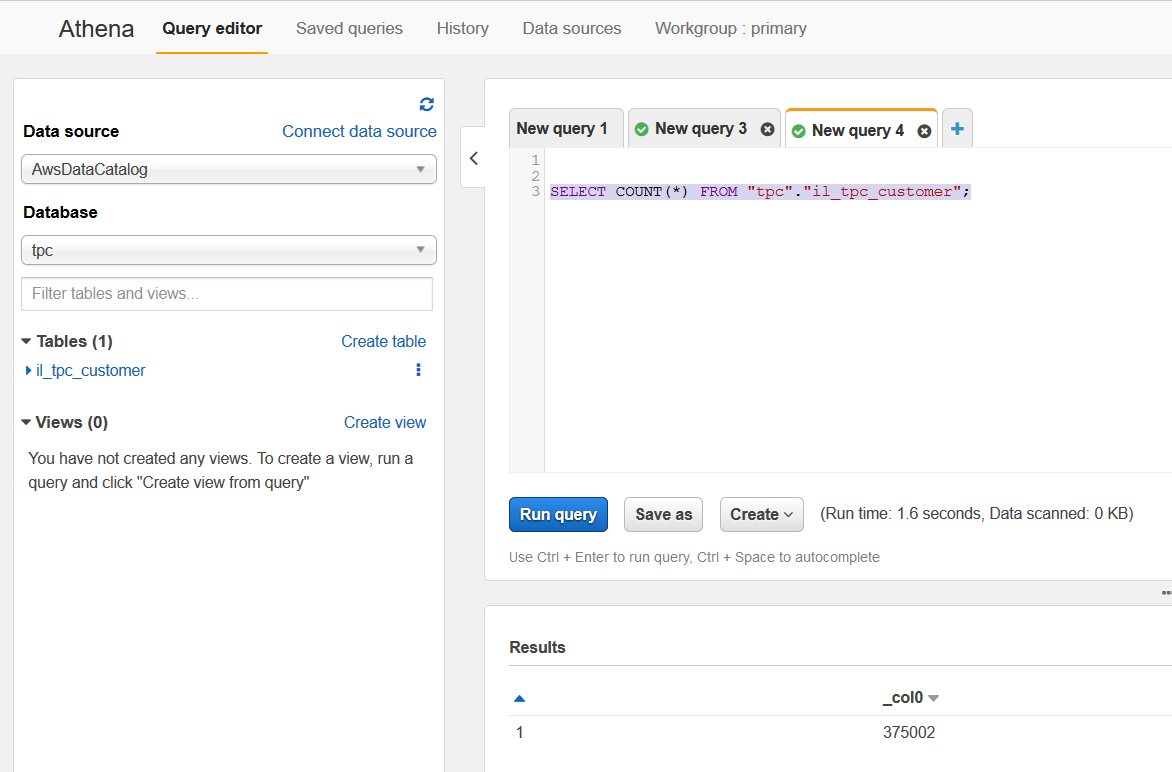 Athena Query editor Saved queries History Data sources Workgroup : primary
Data source Connect data source
AwsDataCatalog
Database
tpc
Filter tables and views...
Tables (1) Create table
il_tpc_customer
Views (0) Create view
You have not created any views. To create a view, run a
query and click "Create view from query"
New query 1 New query 3 New query 4
1
2
3 SELECT COUNT(*) FROM "tpc"."il_tpc_customer";
Run query Save as Create (Run time: 1.6 seconds, Data scanned: 0 KB)
Use Ctrl + Enter to run query, Ctrl + Space to autocomplete
Results
_col0
1 375002